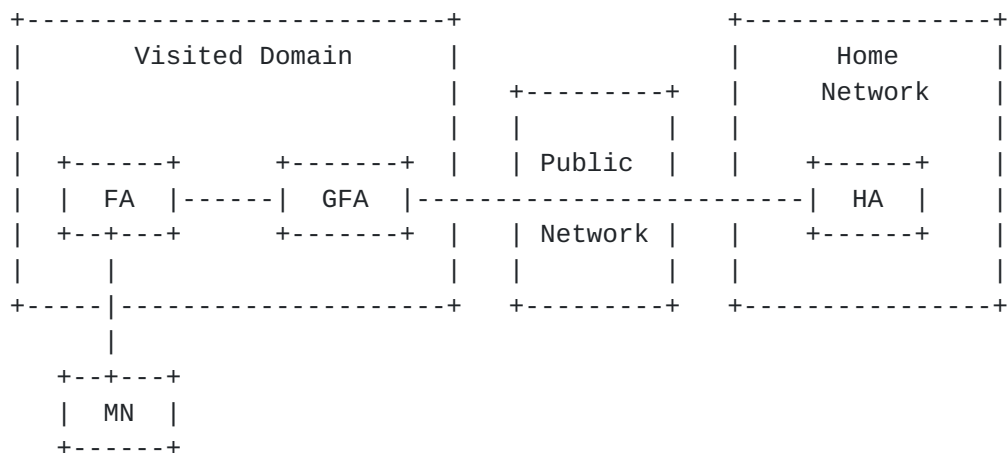 Visited Domain Home
Network
Public
FA GFA HA
Network
MN